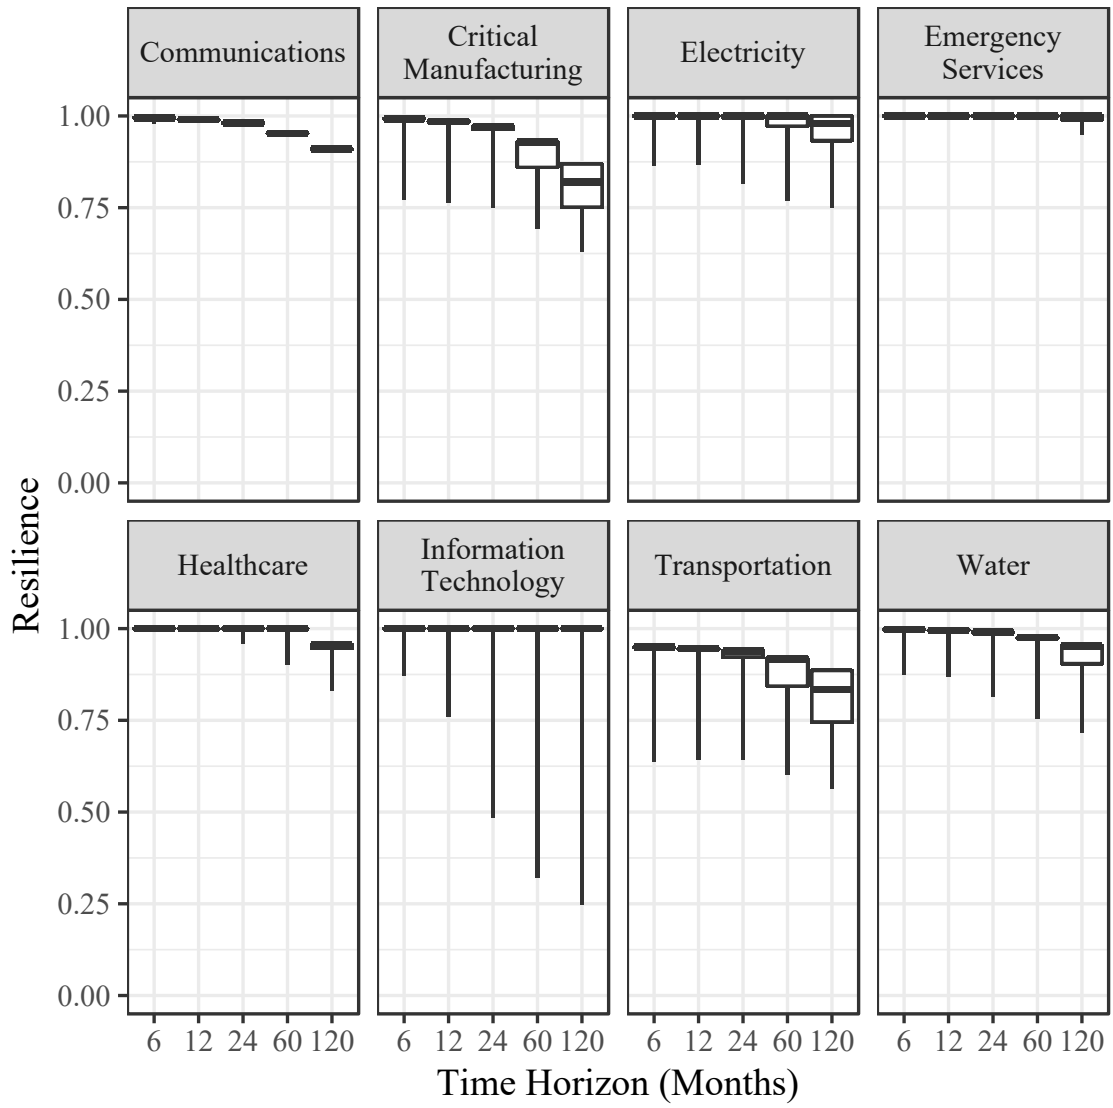 Communications
Critical
Manufacturing
Electricity
Emergency
Services
1.00
0.75
0.50
0.25
0.00
Resilience
Healthcare
Information
Technology
Transportation
Water
1.00
0.75
0.50
0.25
0.00
6 12 24 60 120
6 12 24 60 120
6 12 24 60 120
6 12 24 60 120
Time Horizon (Months)